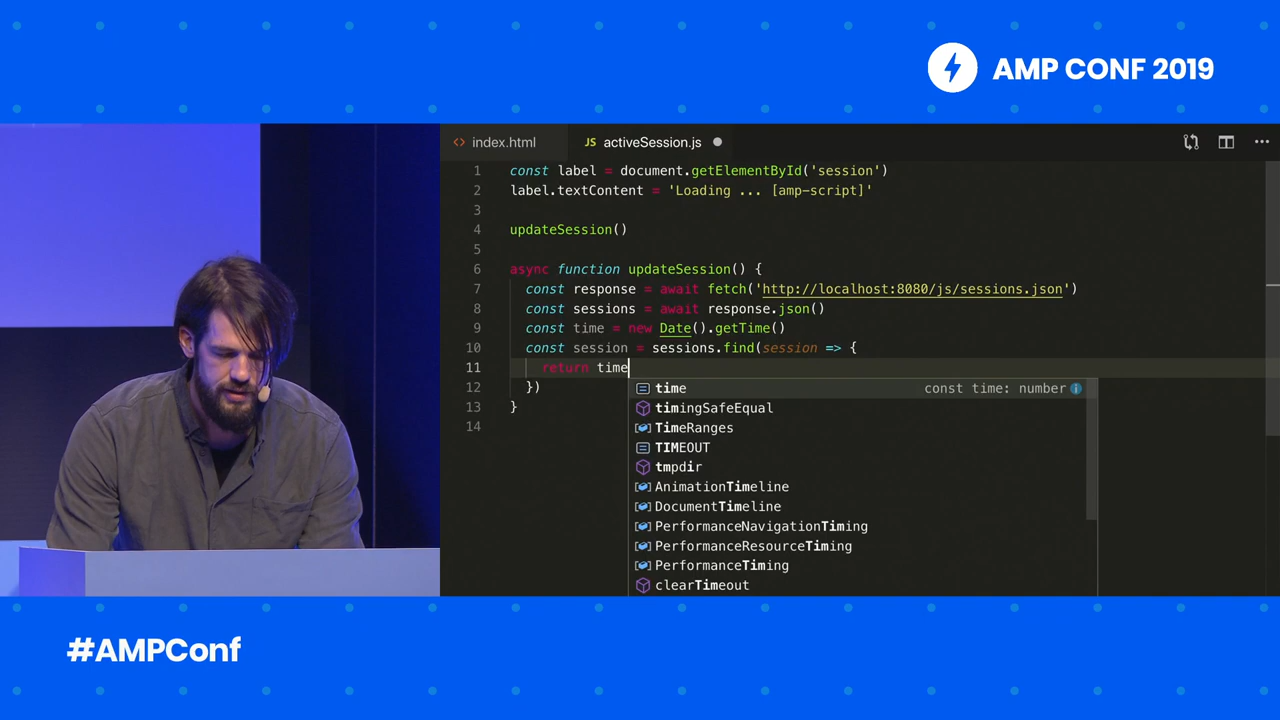 AMP CONF 2019
index.html
JS activeSession.js
1 const label = document.getElementById('session')
2 label.textContent = 'Loading ... [amp-script]'
3
4 updateSession()
5
6 async function updateSession() {
7 const response = await fetch('http://localhost:8080/js/sessions.json')
8 const sessions = await response.json()
9 const time = new Date().getTime()
10 const session = sessions.find(session => {
11 return time
12 })
13 }
14
time const time: number
timingSafeEqual
TimeRanges
TIMEOUT
tmpdir
AnimationTimeline
DocumentTimeline
PerformanceNavigationTiming
PerformanceResourceTiming
PerformanceTiming
clearTimeout
#AMPConf